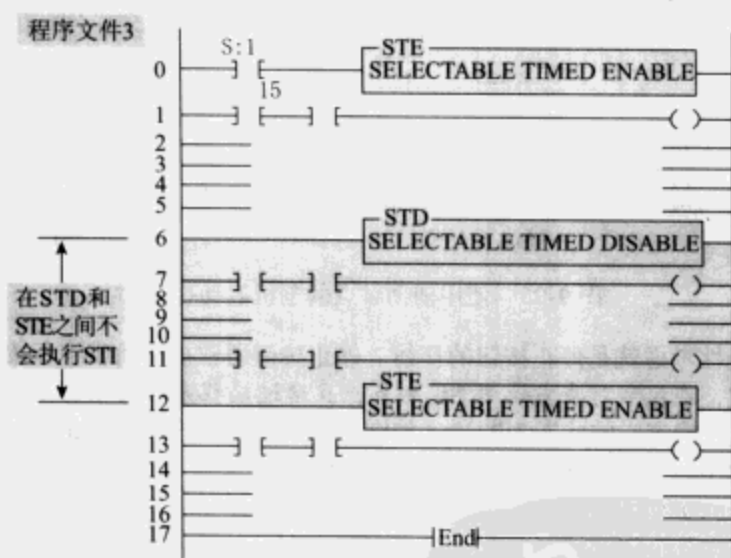 程序文件3
S:1
STE
0
SELECTABLE TIMED ENABLE
15
1
2
3
4
5
STD
6
SELECTABLE TIMED DISABLE
7
8
9
10
11
在STD和
STE之间不
会执行STI
STE
12
SELECTABLE TIMED ENABLE
13
14
15
16
17
End